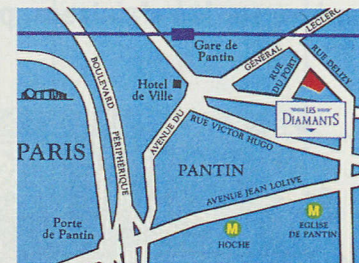 LECLERC
Gare de
Pantin
GÉNÉRAL
RUE DELIZY
RUE
DU PORT
BOULEVARD
Hotel
de Ville
LES
DIAMANTS
AVENUE DU
RUE VICTOR HUGO
PÉRIPHÉRIQUE
PARIS
PANTIN
AVENUE JEAN LOLIVE
Porte
de Pantin
M
HOCHE
M
EGLISE
DE PANTIN